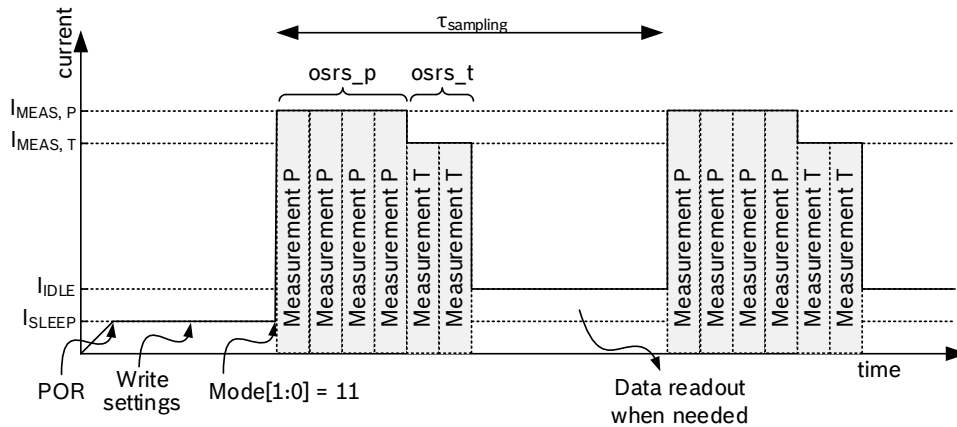 τsampling
current
osrs_p
osrs_t
IMEAS, P
IMEAS, T
Measurement P
Measurement P
Measurement P
Measurement P
Measurement T
Measurement T
Measurement P
Measurement P
Measurement P
Measurement P
Measurement T
Measurement T
IIDLE
ISLEEP
time
POR
Write
settings
Mode[1:0] = 11
Data readout
when needed